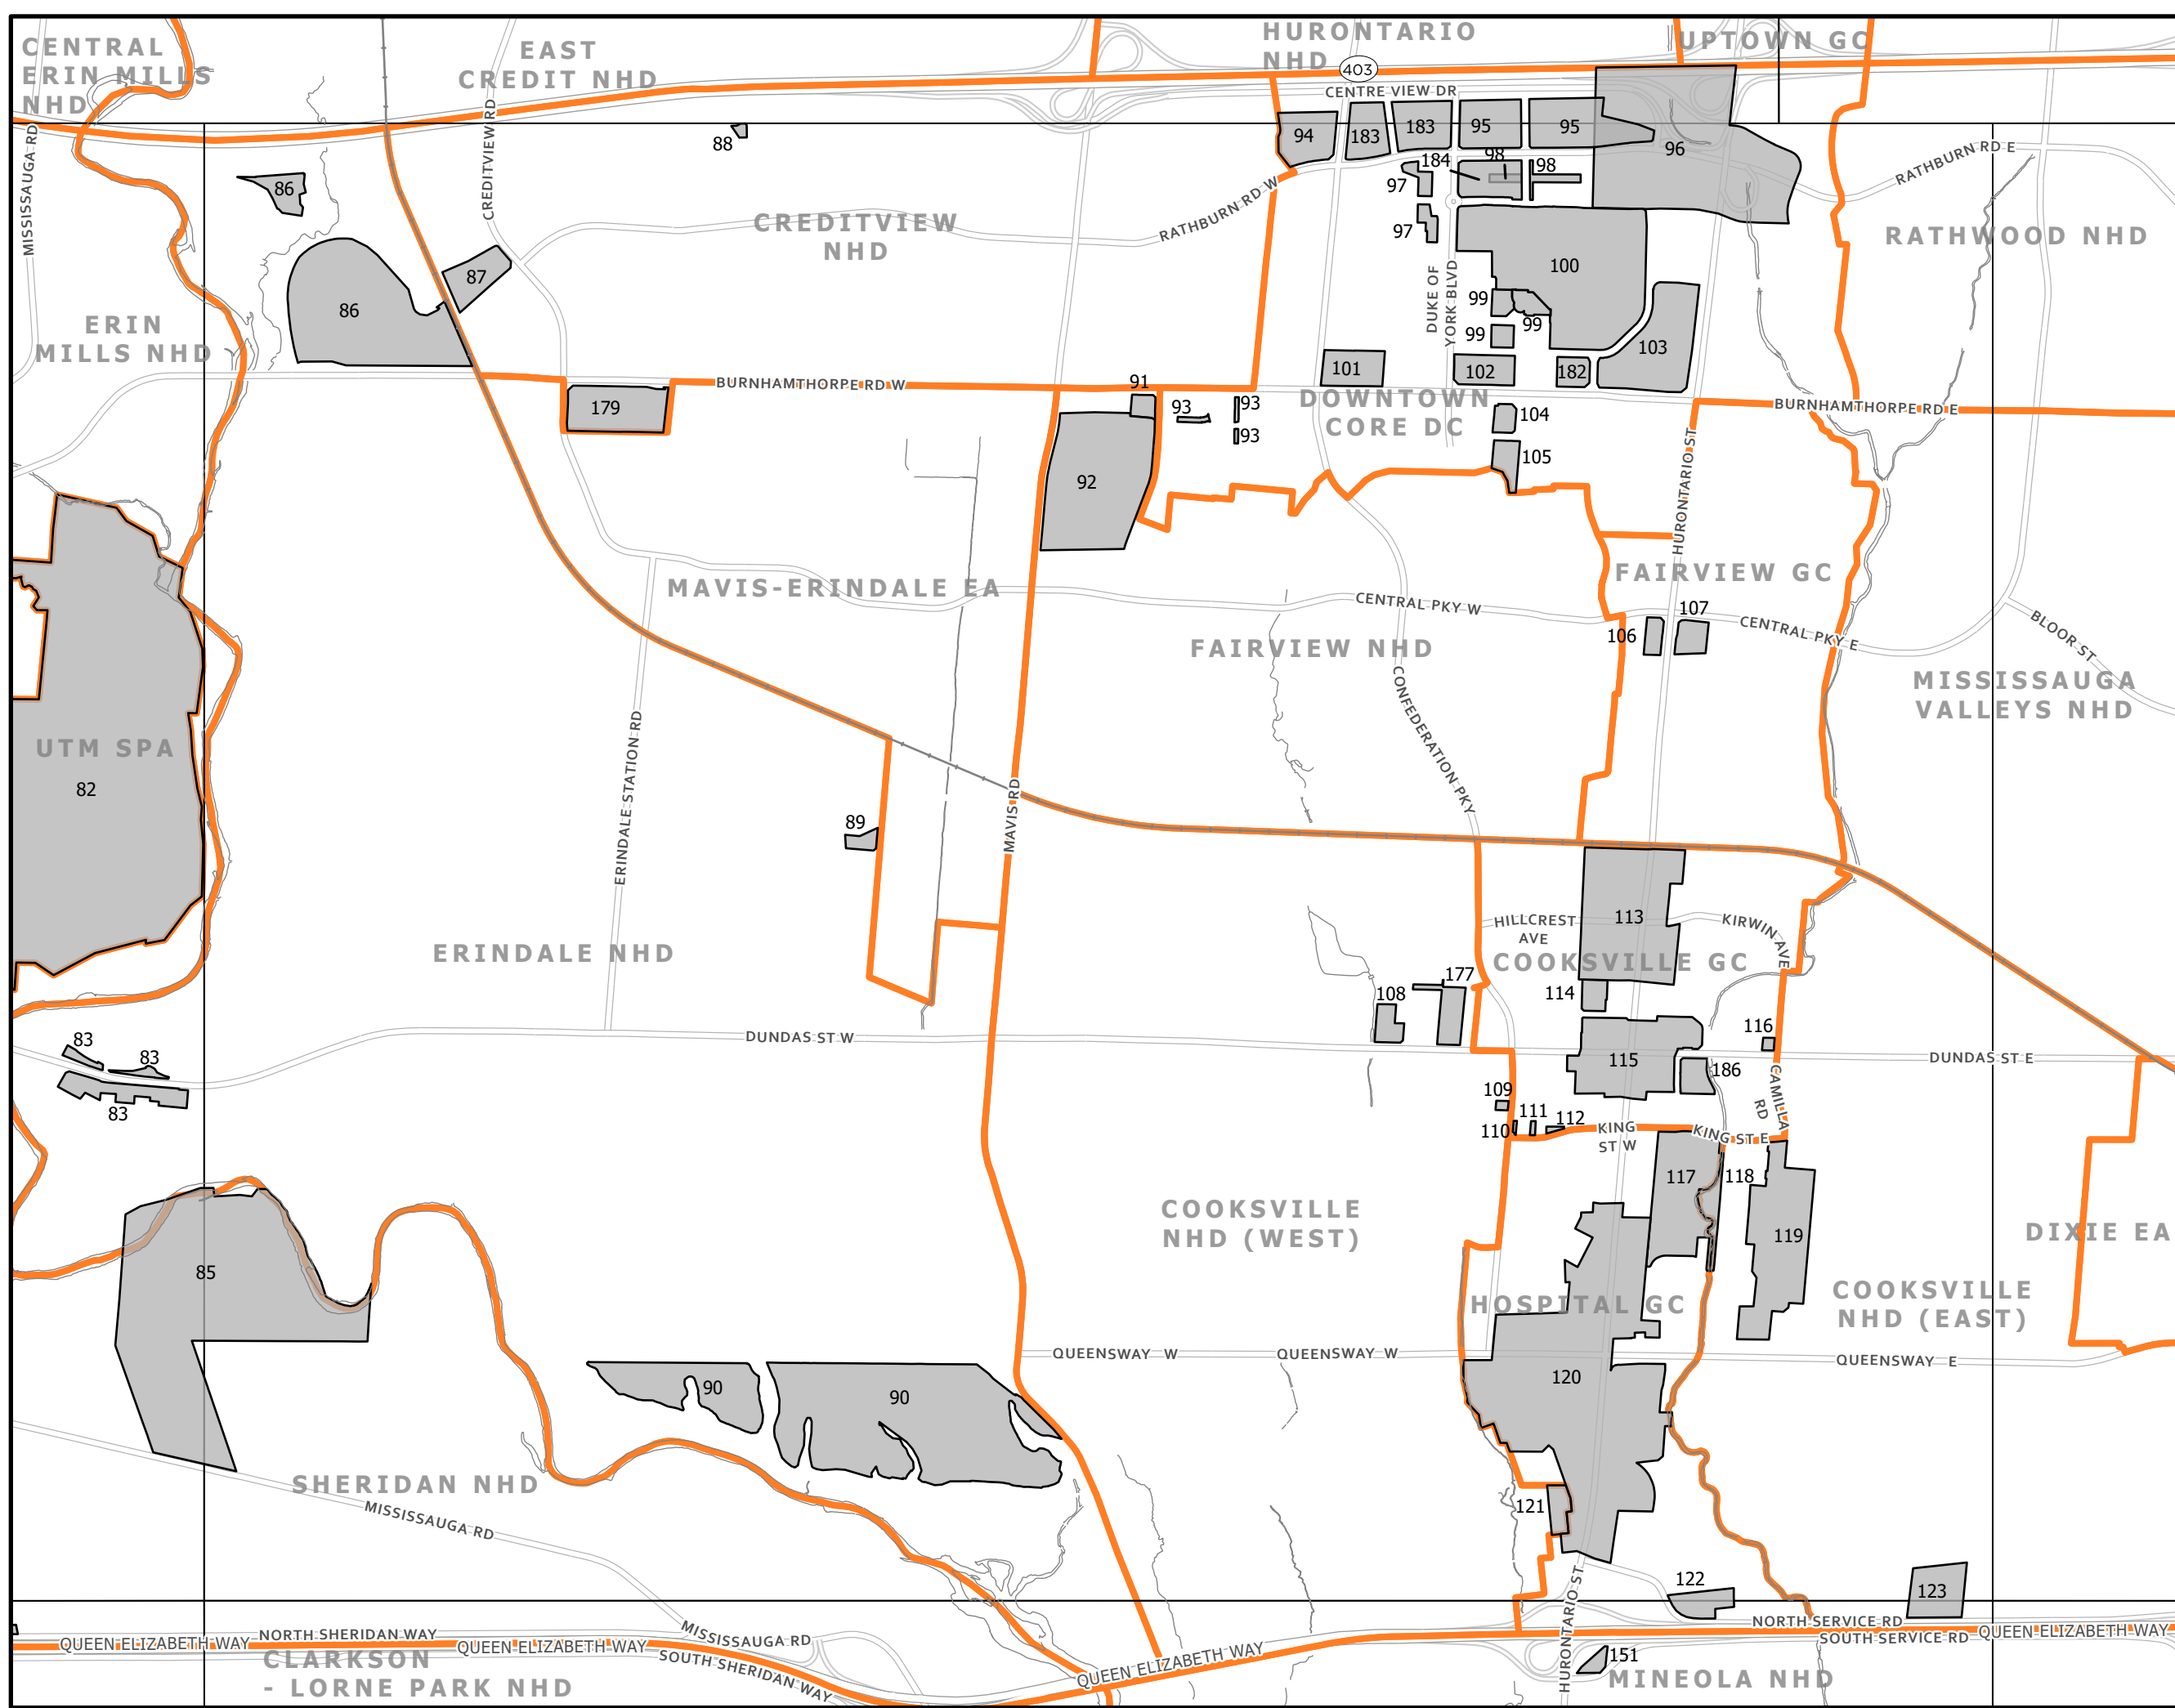 CENTRAL
ERIN MILLS
NHD
EAST
CREDIT NHD
HURONTARIO
NHD
403
UPTOWN GC
CENTRE VIEW DR
MISSISSAUGA RD
CREDITVIEW RD
88
94
183
183
95
95
96
RATHBURN RD E
86
184
98
98
97
97
CREDITVIEW
NHD
RATHBURN RD W
RATHWOOD NHD
87
86
100
DUKE OF
YORK BLVD
99
99
99
ERIN
MILLS NHD
103
101
102
182
BURNHAMTHORPE RD W
91
179
93
93
93
DOWNTOWN
CORE DC
104
105
BURNHAMTHORPE RD E
92
HURONTARIO ST
MAVIS-ERINDALE EA
FAIRVIEW GC
CENTRAL PKY W
107
106
CENTRAL PKY E
BLOOR ST
FAIRVIEW NHD
CONFEDERATION PKY
MISSISSAUGA
VALLEYS NHD
UTM SPA
82
ERINDALE STATION RD
MAVIS RD
89
113
HILLCREST
AVE
KIRWIN AVE
ERINDALE NHD
COOKSVILLE GC
177
108
114
116
83
83
83
DUNDAS ST W
115
DUNDAS ST E
186
CAMILLA
RD
109
110
111
112
KING
ST W
KING ST E
117
118
119
COOKSVILLE
NHD (WEST)
DIXIE EA
85
HOSPITAL GC
COOKSVILLE
NHD (EAST)
QUEENSWAY W
QUEENSWAY W
QUEENSWAY E
90
90
120
SHERIDAN NHD
MISSISSAUGA RD
121
122
123
HURONTARIO ST
NORTH SERVICE RD
SOUTH SERVICE RD
QUEEN ELIZABETH WAY
QUEEN ELIZABETH WAY
NORTH SHERIDAN WAY
QUEEN ELIZABETH WAY
MISSISSAUGA RD
SOUTH SHERIDAN WAY
QUEEN ELIZABETH WAY
CLARKSON
- LORNE PARK NHD
151
MINEOLA NHD